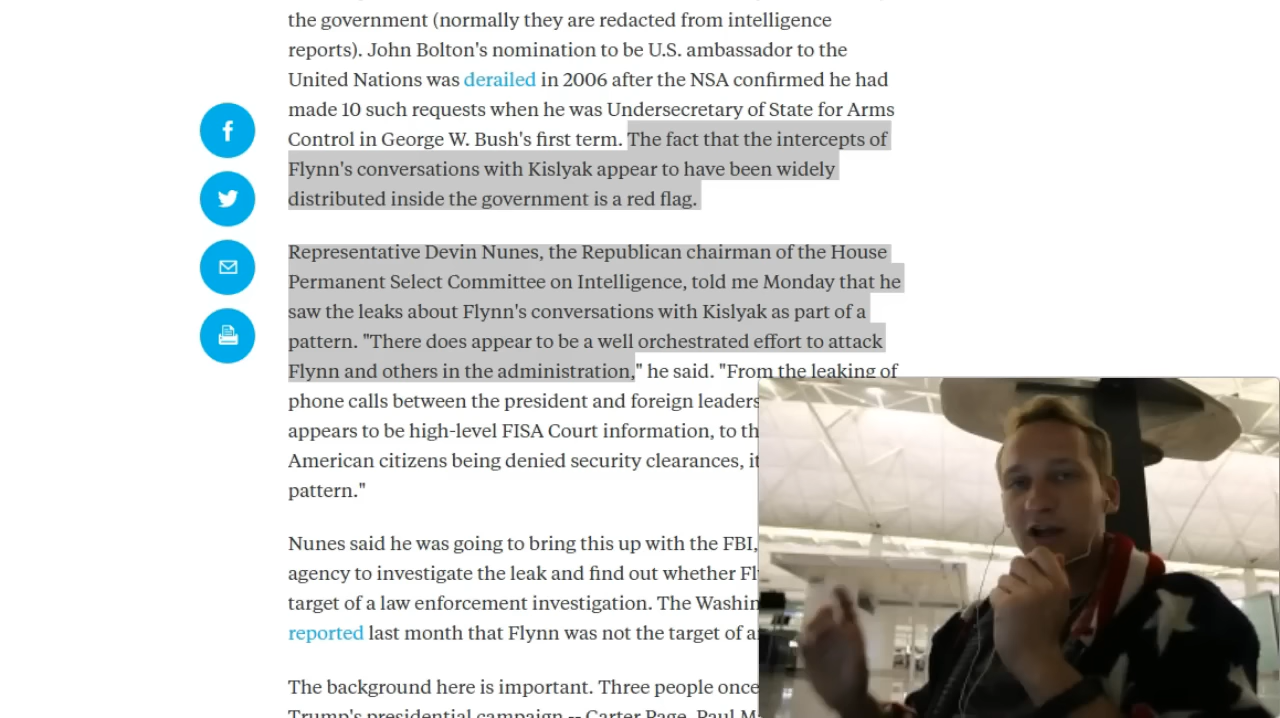 the government (normally they are redacted from intelligence
reports). John Bolton's nomination to be U.S. ambassador to the
United Nations was derailed in 2006 after the NSA confirmed he had
made 10 such requests when he was Undersecretary of State for Arms
Control in George W. Bush's first term. The fact that the intercepts of
Flynn's conversations with Kislyak appear to have been widely
distributed inside the government is a red flag.
Representative Devin Nunes, the Republican chairman of the House
Permanent Select Committee on Intelligence, told me Monday that he
saw the leaks about Flynn's conversations with Kislyak as part of a
pattern. "There does appear to be a well orchestrated effort to attack
Flynn and others in the administration," he said. "From the leaking of
phone calls between the president and foreign leaders
appears to be high-level FISA Court information, to th
American citizens being denied security clearances, it
pattern."
Nunes said he was going to bring this up with the FBI,
agency to investigate the leak and find out whether Fl
target of a law enforcement investigation. The Washin
reported last month that Flynn was not the target of a
The background here is important. Three people once
Trump's presidential campaign -- Carter Page, Paul M